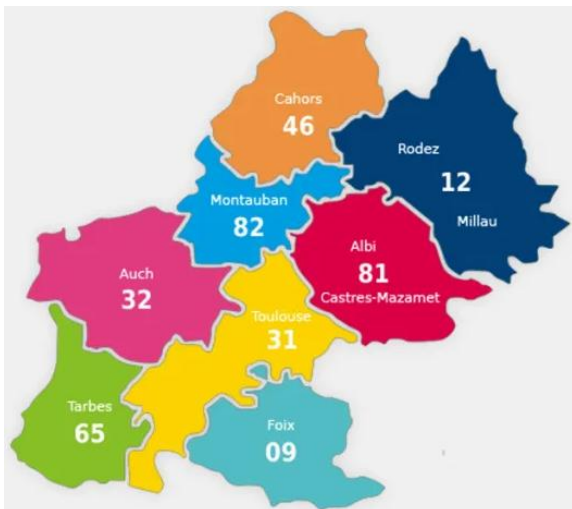 Cahors
46
Rodez
12
Millau
Montauban
82
Albi
81
Castres-Mazamet
Auch
32
Toulouse
31
Tarbes
65
Foix
09